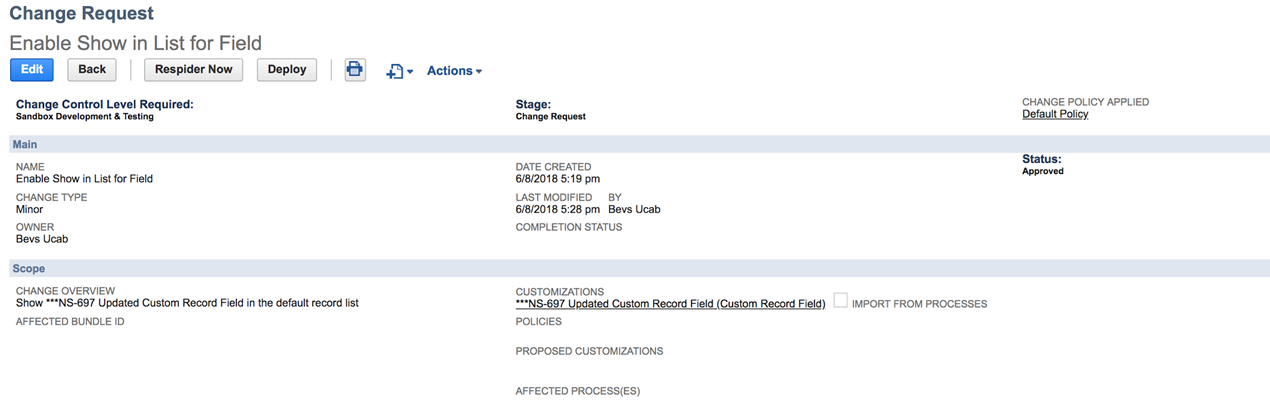 Change Request
Enable Show in List for Field
Edit Back Respider Now Deploy Actions
Change Control Level Required:
Sandbox Development & Testing
Stage:
Change Request
CHANGE POLICY APPLIED
Default Policy
Main
NAME
Enable Show in List for Field
CHANGE TYPE
Minor
OWNER
Bevs Ucab
DATE CREATED
6/8/2018 5:19 pm
LAST MODIFIED BY
6/8/2018 5:28 pm Bevs Ucab
COMPLETION STATUS
Status:
Approved
Scope
CHANGE OVERVIEW
Show ***NS-697 Updated Custom Record Field in the default record list
AFFECTED BUNDLE ID
CUSTOMIZATIONS
***NS-697 Updated Custom Record Field (Custom Record Field) IMPORT FROM PROCESSES
POLICIES
PROPOSED CUSTOMIZATIONS
AFFECTED PROCESS(ES)